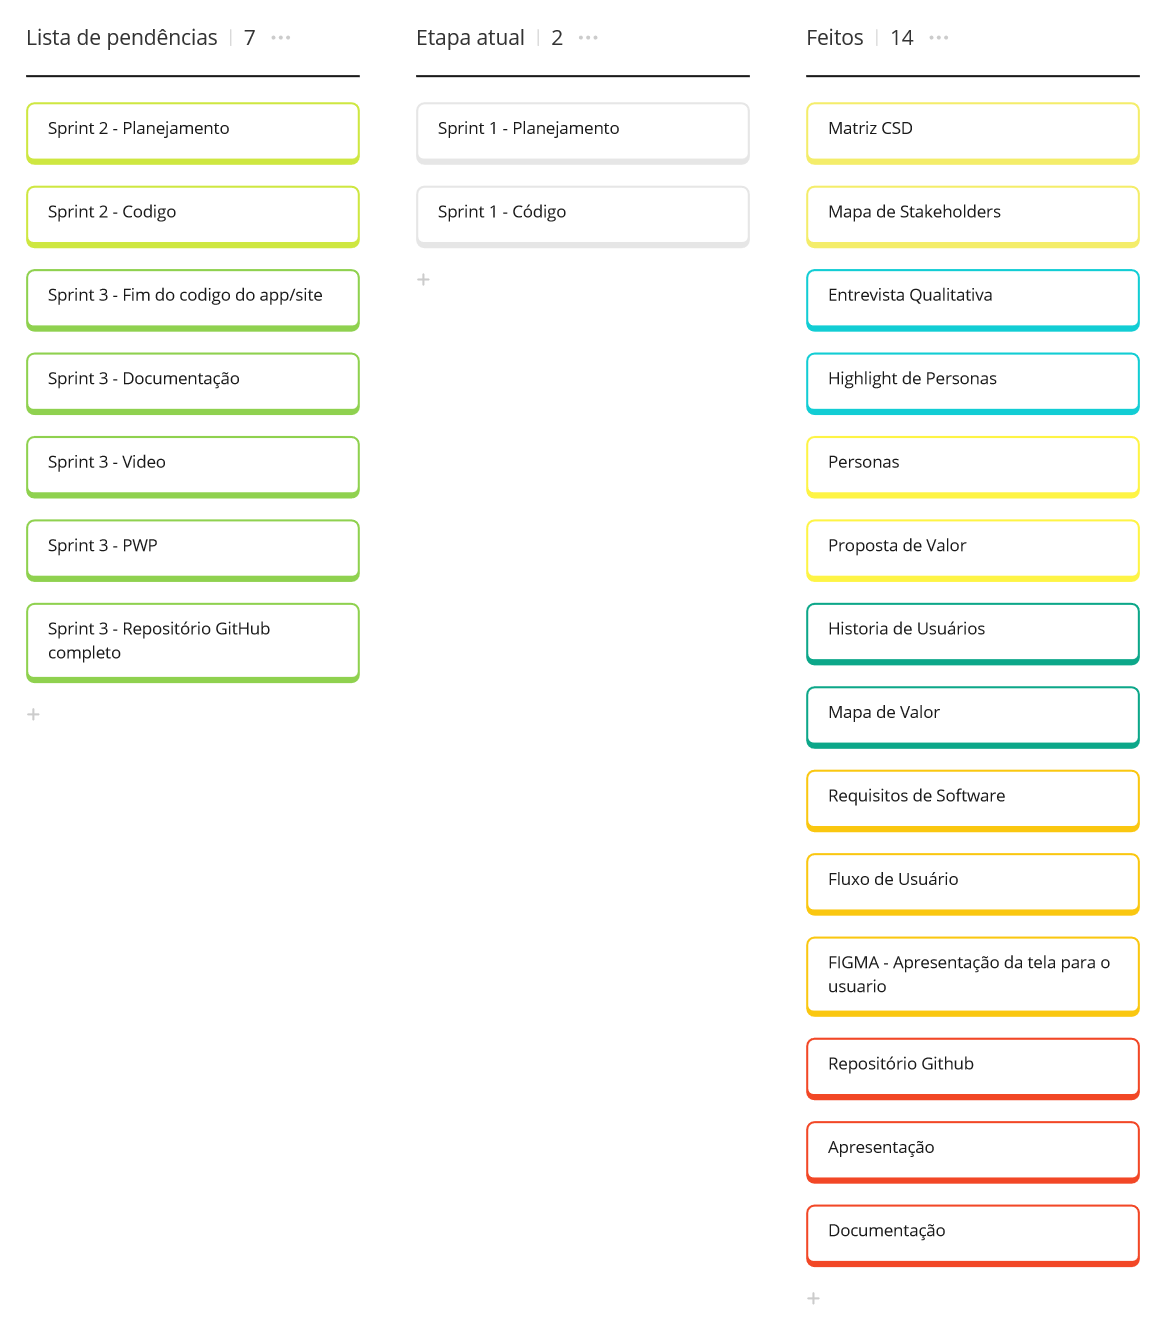 Lista de pendências | 7 ...
Sprint 2 - Planejamento
Sprint 2 - Codigo
Sprint 3 - Fim do codigo do app/site
Sprint 3 - Documentação
Sprint 3 - Video
Sprint 3 - PWP
Sprint 3 - Repositório GitHub
completo
+
Etapa atual | 2 ...
Sprint 1 - Planejamento
Sprint 1 - Código
+
Feitos | 14 ...
Matriz CSD
Mapa de Stakeholders
Entrevista Qualitativa
Highlight de Personas
Personas
Proposta de Valor
Historia de Usuários
Mapa de Valor
Requisitos de Software
Fluxo de Usuário
FIGMA - Apresentação da tela para o
usuario
Repositório Github
Apresentação
Documentação
+